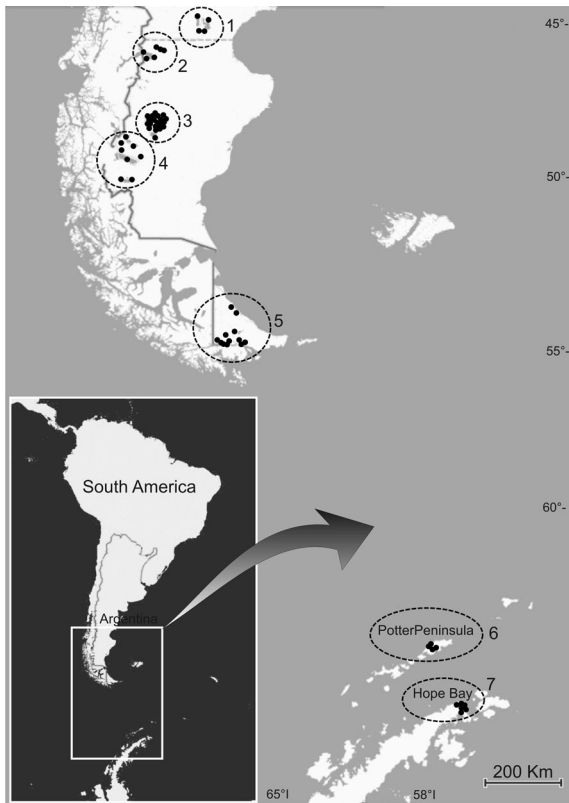 45°-
1
2
3
4
50°-
5
55°-
South America
60°-
Argentina
PotterPeninsula
6
7
Hope Bay
200 Km
65°I
58°I